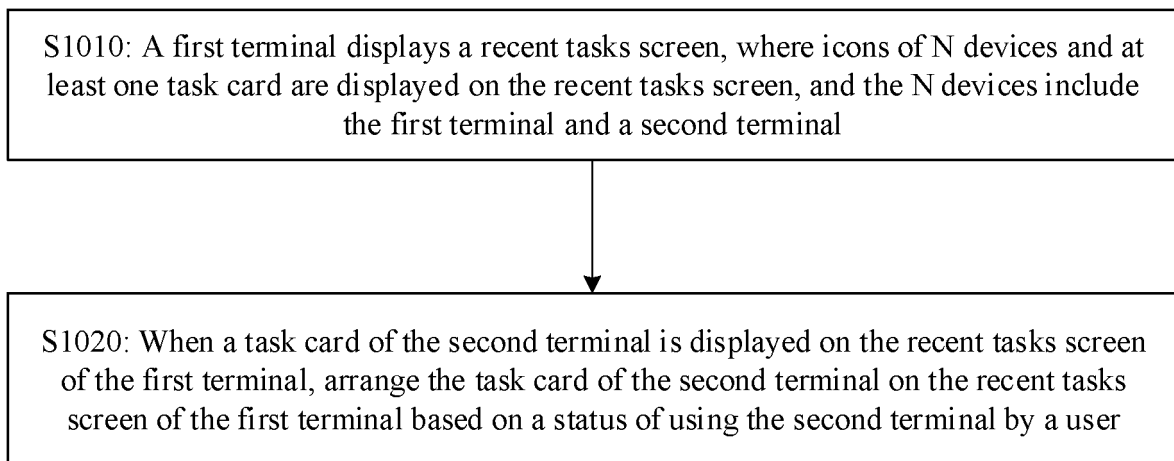 S1010: A first terminal displays a recent tasks screen, where icons of N devices and at
least one task card are displayed on the recent tasks screen, and the N devices include
the first terminal and a second terminal
S1020: When a task card of the second terminal is displayed on the recent tasks screen
of the first terminal, arrange the task card of the second terminal on the recent tasks
screen of the first terminal based on a status of using the second terminal by a user